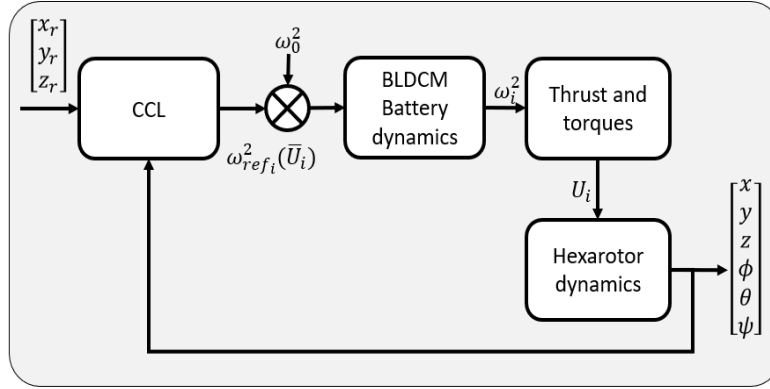 [x_r
y_r
z_r]
CCL
ω_0^2
ω_{ref_i}^2(U̅_i)
BLDCM
Battery
dynamics
ω_i^2
Thrust and
torques
U_i
Hexarotor
dynamics
[x
y
z
ϕ
θ
ψ]